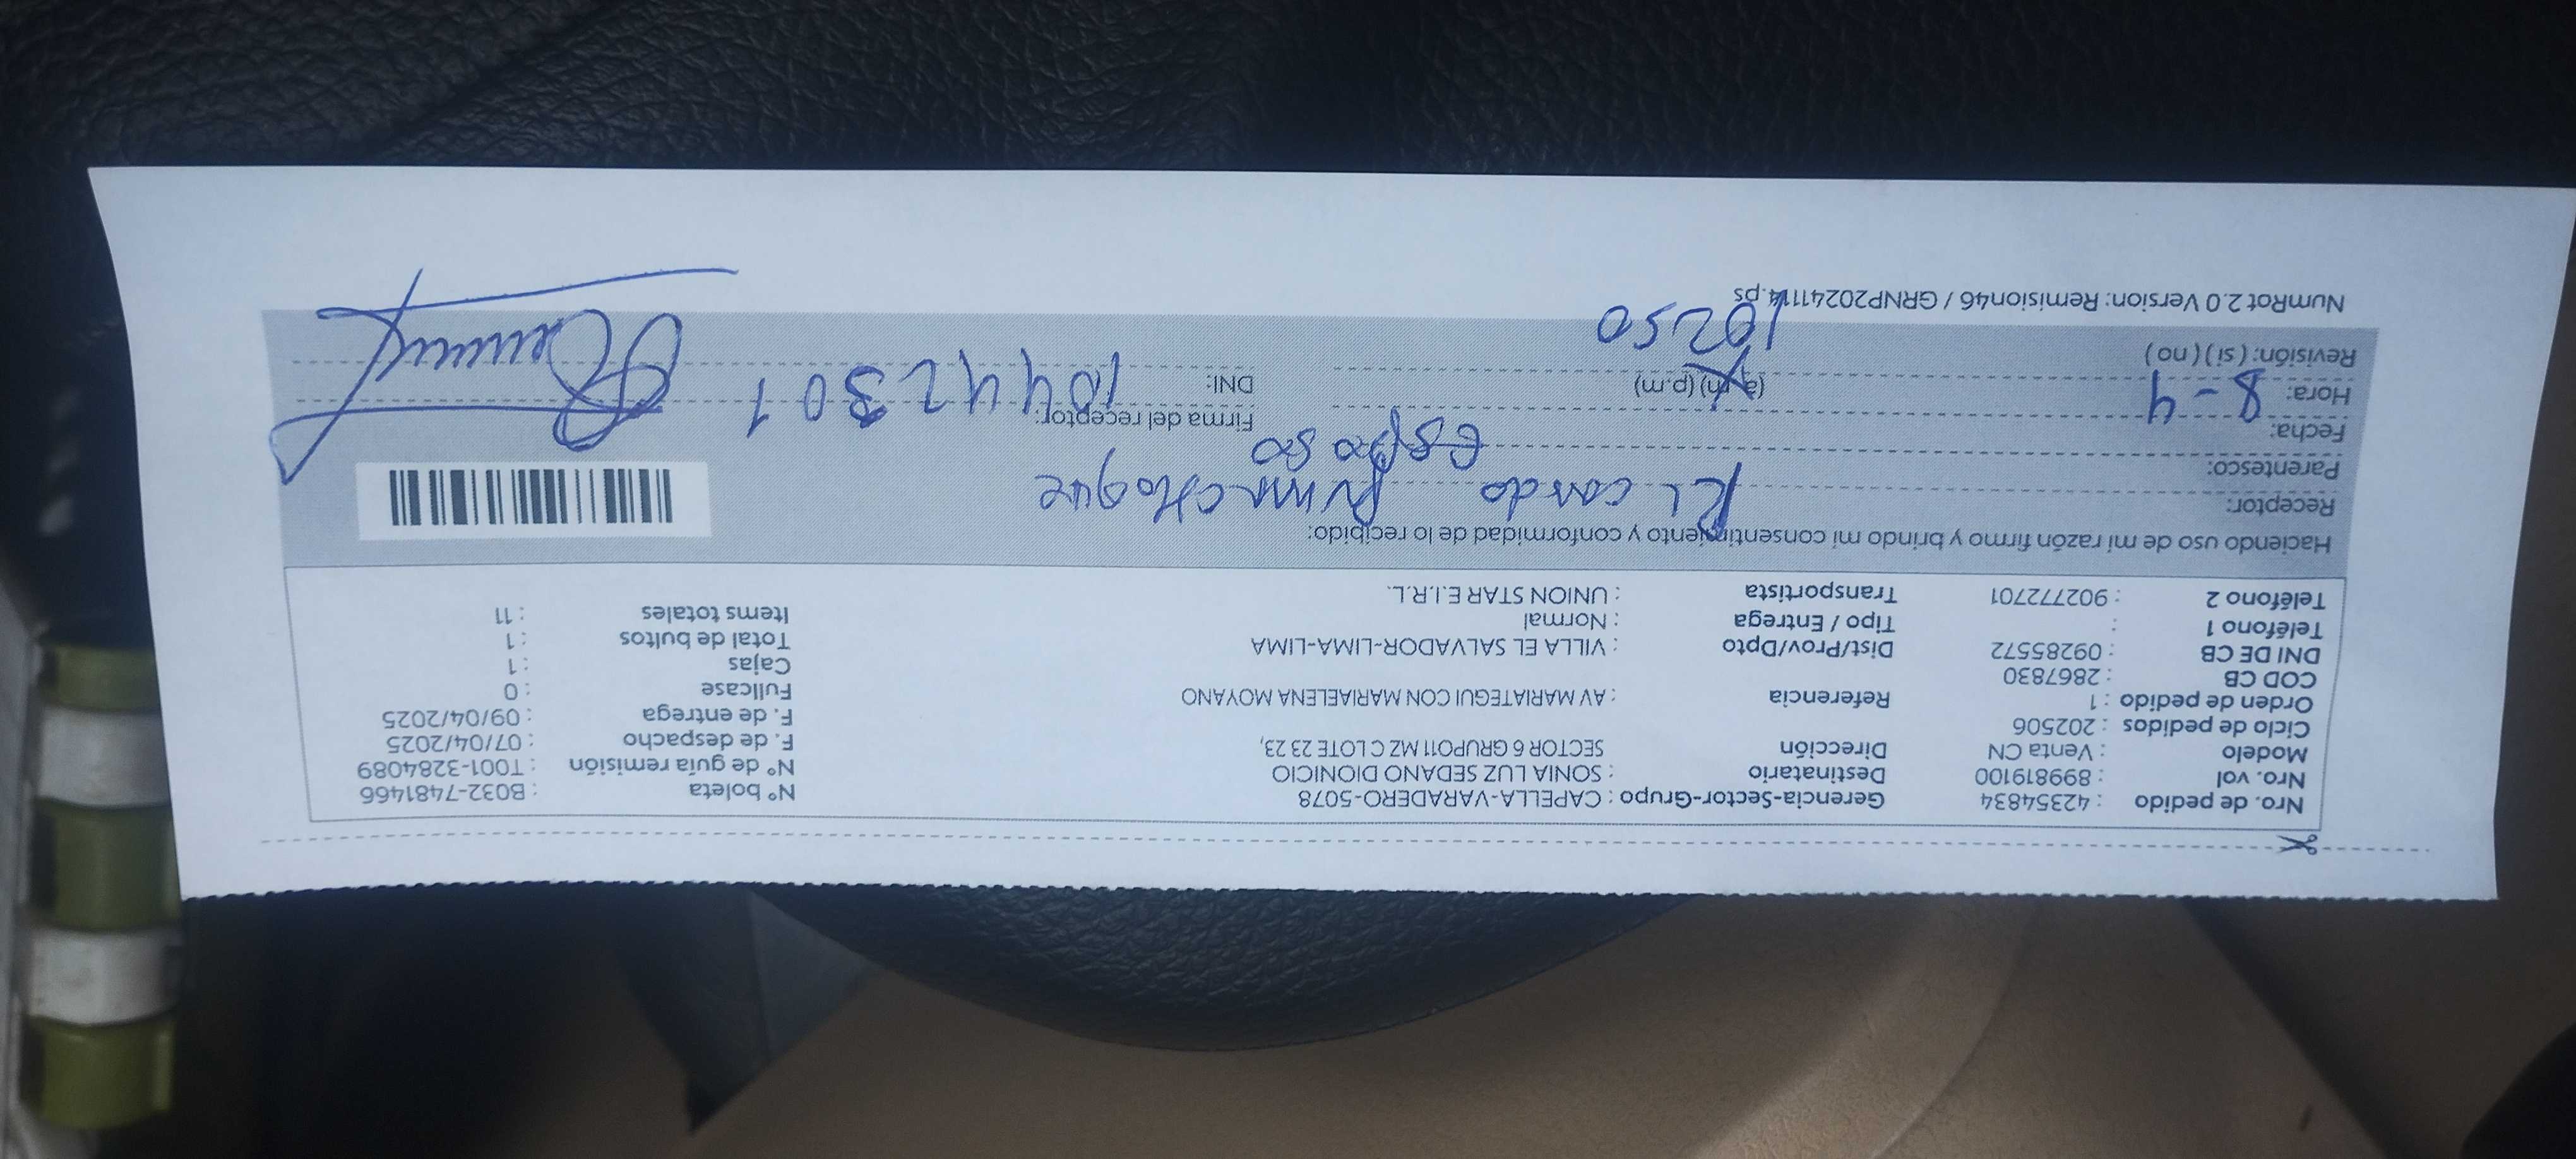 Nro. de pedido : 42354834 Gerencia-Sector-Grupo : CAPELLA-VARADERO-5078 N° boleta : B032-7481466
Nro. vol : 899819100 Destinatario : SONIA LUZ SEDANO DIONICIO N° de guía remisión : T001-3284089
Modelo : Venta CN Dirección SECTOR 6 GRUPO11 MZ C LOTE 23 23, F. de despacho : 07/04/2025
Ciclo de pedidos : 202506 F. de entrega : 09/04/2025
Orden de pedido : 1 Referencia : AV MARIATEGUI CON MARIAELENA MOYANO Fullcase : 0
COD CB : 2867830 Cajas : 1
DNI DE CB : 09285572 Dist/Prov/Dpto : VILLA EL SALVADOR-LIMA-LIMA Total de bultos : 1
Teléfono 1 : Tipo / Entrega : Normal Items totales : 11
Teléfono 2 : 902772701 Transportista : UNION STAR E.I.R.L.
Haciendo uso de mi razón firmo y brindo mi consentimiento y conformidad de lo recibido:
Receptor: Ricardo
Parentesco: esposo
Fecha: 8-4 Firma del receptor:
Hora: (a.m) (p.m) DNI: 10442301
Revisión: ( si ) ( no ) 10250
NumRot 2.0 Version: Remision46 / GRNP20241114.ps